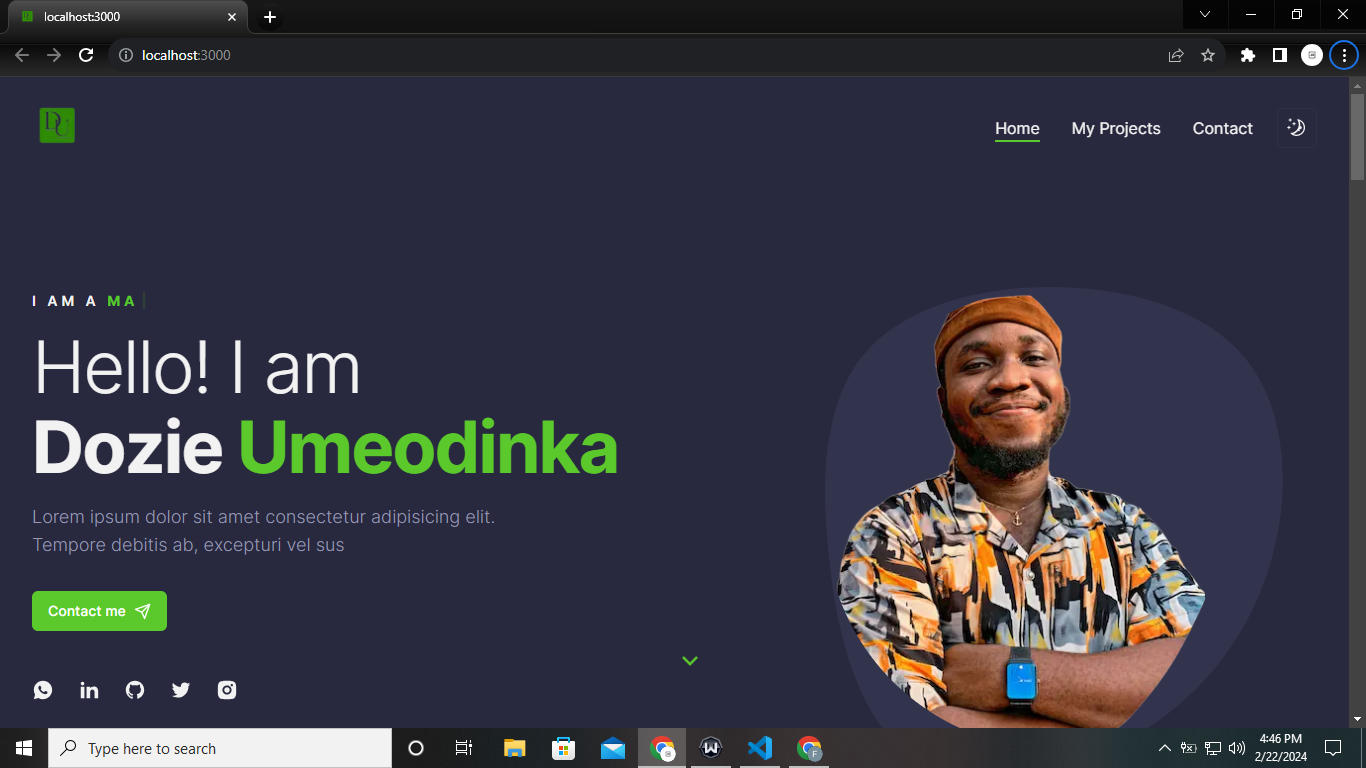 localhost:3000
localhost:3000
Home My Projects Contact
I AM A MA
Hello! I am
Dozie Umeodinka
Lorem ipsum dolor sit amet consectetur adipisicing elit.
Tempore debitis ab, excepturi vel sus
Contact me
Type here to search
4:46 PM
2/22/2024